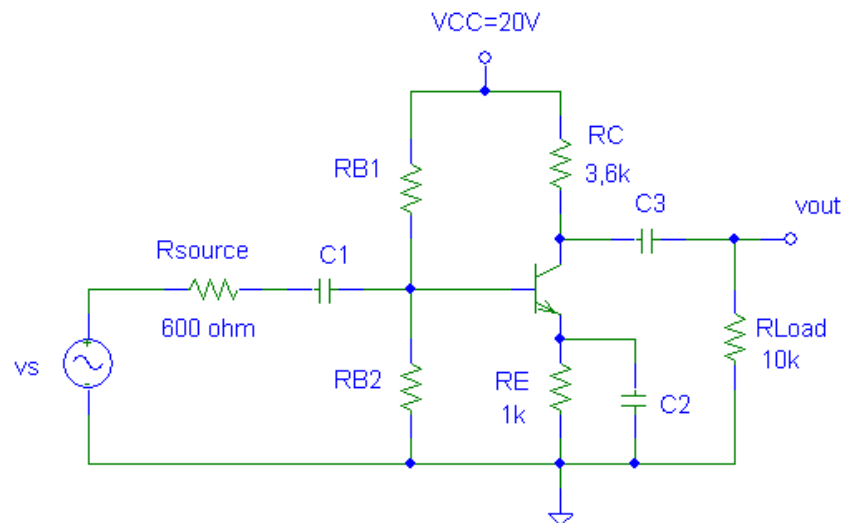 VCC=20V
RC
3,6k
RB1
C3
vout
Rsource
C1
600 ohm
RLoad
10k
vs
RB2
RE
1k
C2